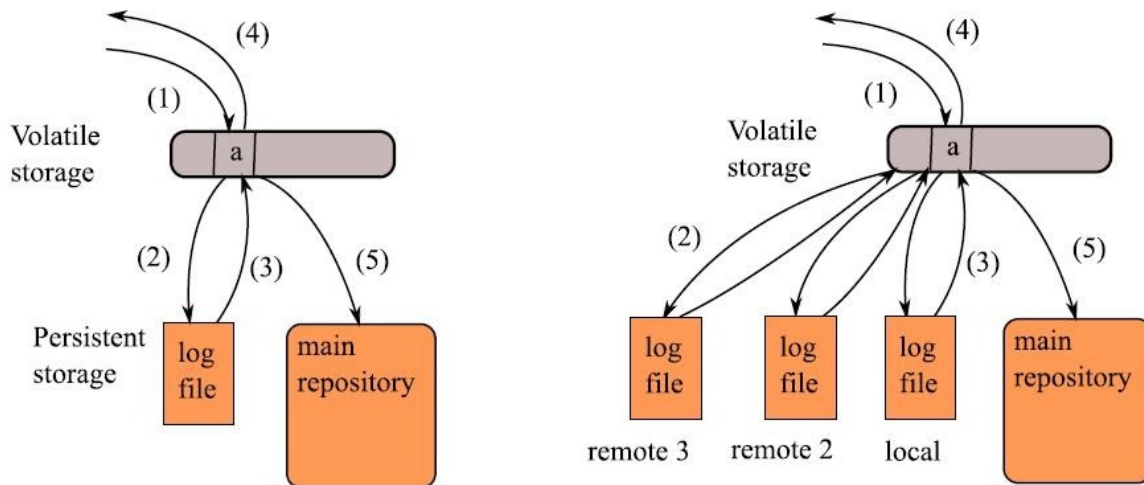 (4)
(1)
Volatile
storage
a
(2)
(3)
(5)
Persistent
storage
log
file
main
repository
(4)
(1)
Volatile
storage
a
(2)
(3)
(5)
log
file
log
file
log
file
main
repository
remote 3
remote 2
local